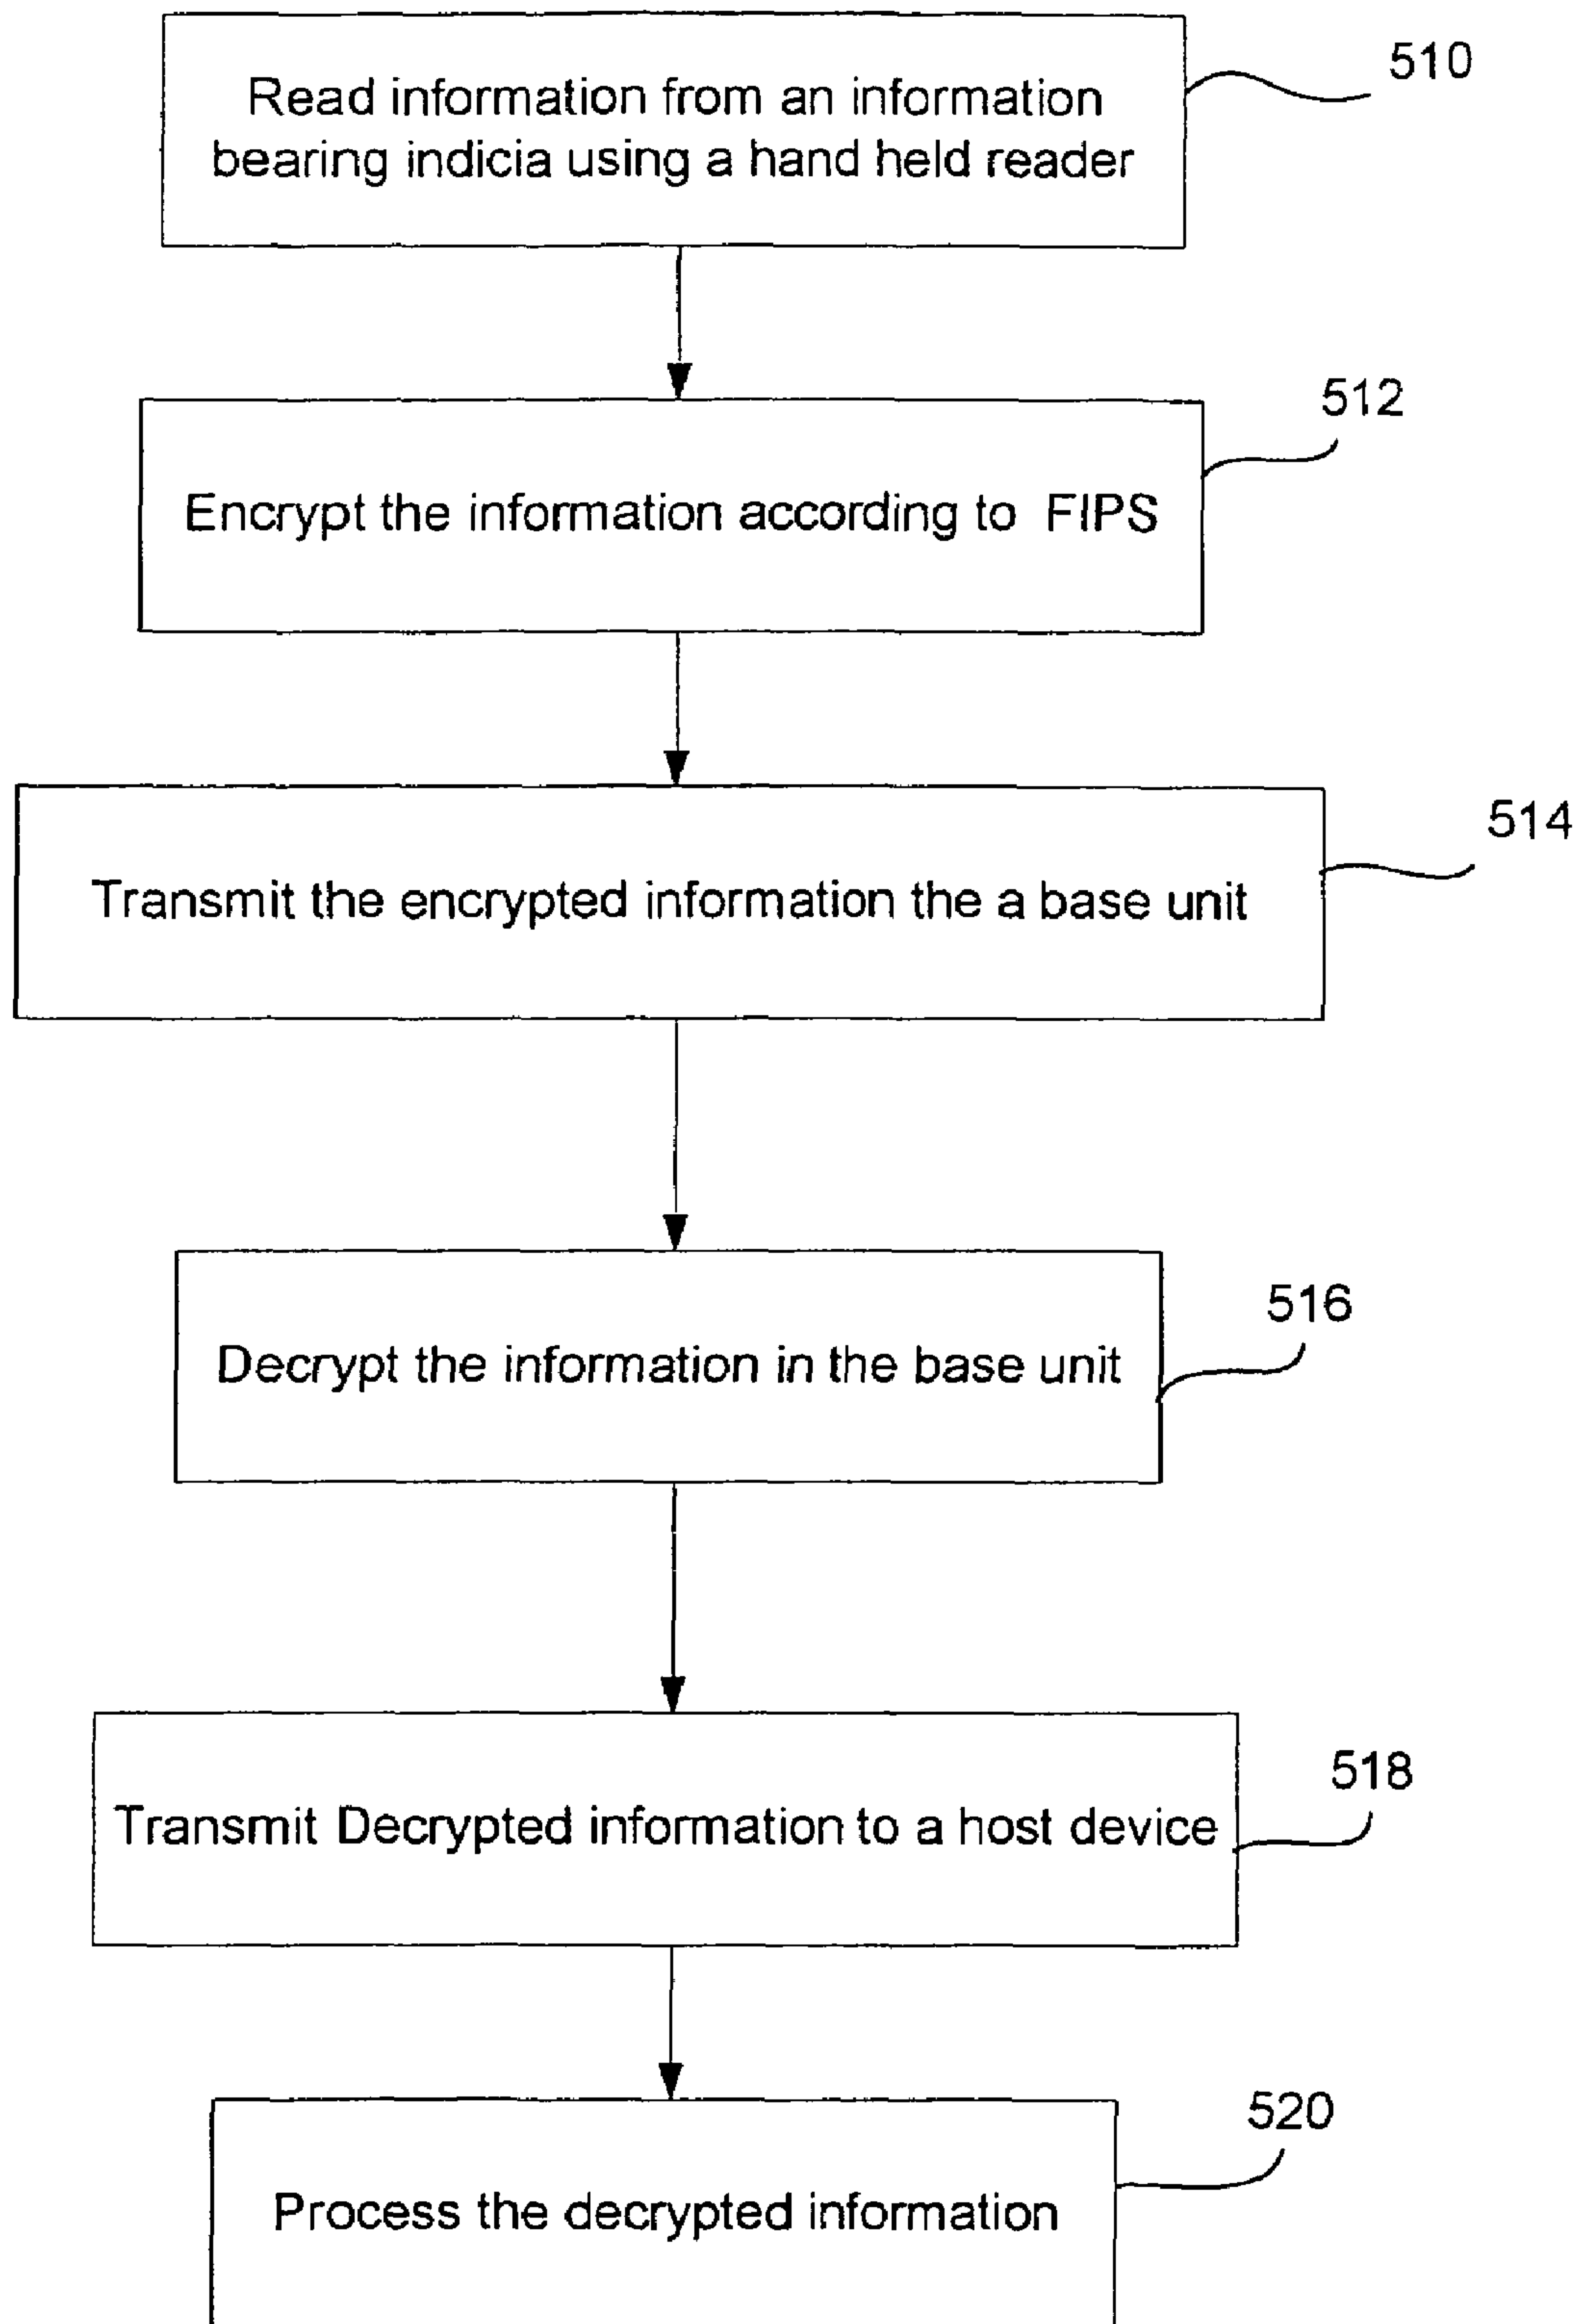 Read information from an information
bearing indicia using a hand held reader
510
Encrypt the information according to FIPS
512
Transmit the encrypted information the a base unit
514
Decrypt the information in the base unit
516
Transmit Decrypted information to a host device
518
Process the decrypted information
520